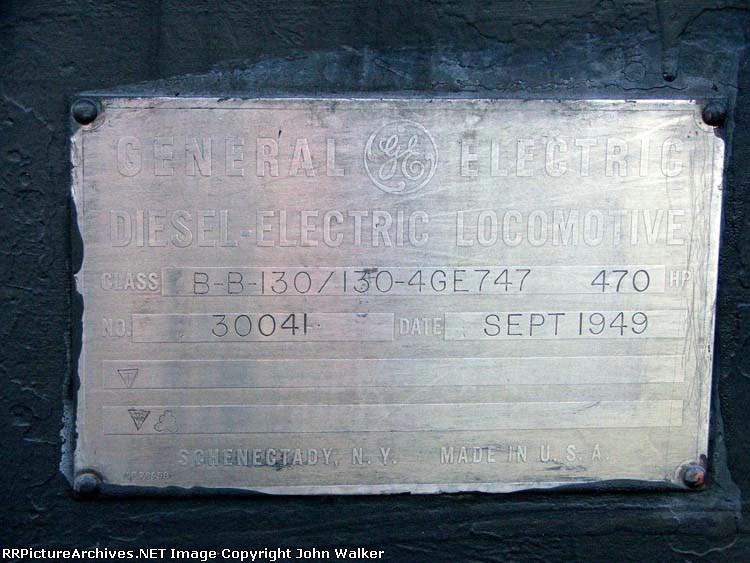 GENERAL GE ELECTRIC
DIESEL-ELECTRIC LOCOMOTIVE
CLASS B-B-130/130-4GE747 470 HP
NO. 30041 DATE SEPT 1949
SCHENECTADY, N.Y. MADE IN U.S.A.
RRPictureArchives.NET Image Copyright John Walker